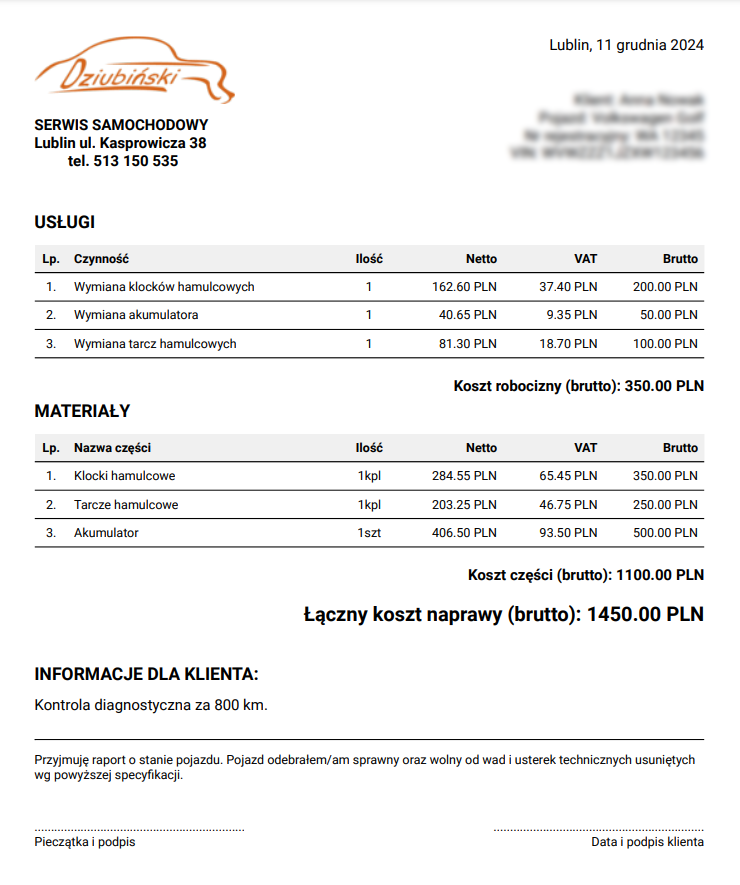 Dziubiński
Lublin, 11 grudnia 2024
SERWIS SAMOCHODOWY
Lublin ul. Kasprowicza 38
tel. 513 150 535
USŁUGI
Lp. Czynność Ilość Netto VAT Brutto
1. Wymiana klocków hamulcowych 1 162.60 PLN 37.40 PLN 200.00 PLN
2. Wymiana akumulatora 1 40.65 PLN 9.35 PLN 50.00 PLN
3. Wymiana tarcz hamulcowych 1 81.30 PLN 18.70 PLN 100.00 PLN
Koszt robocizny (brutto): 350.00 PLN
MATERIAŁY
Lp. Nazwa części Ilość Netto VAT Brutto
1. Klocki hamulcowe 1kpl 284.55 PLN 65.45 PLN 350.00 PLN
2. Tarcze hamulcowe 1kpl 203.25 PLN 46.75 PLN 250.00 PLN
3. Akumulator 1szt 406.50 PLN 93.50 PLN 500.00 PLN
Koszt części (brutto): 1100.00 PLN
Łączny koszt naprawy (brutto): 1450.00 PLN
INFORMACJE DLA KLIENTA:
Kontrola diagnostyczna za 800 km.
Przyjmuję raport o stanie pojazdu. Pojazd odebrałem/am sprawny oraz wolny od wad i usterek technicznych usuniętych
wg powyższej specyfikacji.
Pieczątka i podpis Data i podpis klienta